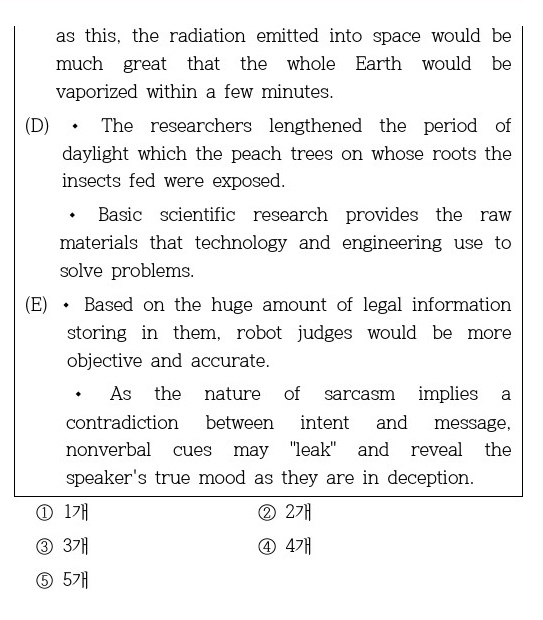 as this, the radiation emitted into space would be
much great that the whole Earth would be
vaporized within a few minutes.
(D) • The researchers lengthened the period of
daylight which the peach trees on whose roots the
insects fed were exposed.
• Basic scientific research provides the raw
materials that technology and engineering use to
solve problems.
(E) • Based on the huge amount of legal information
storing in them, robot judges would be more
objective and accurate.
• As the nature of sarcasm implies a
contradiction between intent and message,
nonverbal cues may "leak" and reveal the
speaker's true mood as they are in deception.
① 1개 ② 2개
③ 3개 ④ 4개
⑤ 5개